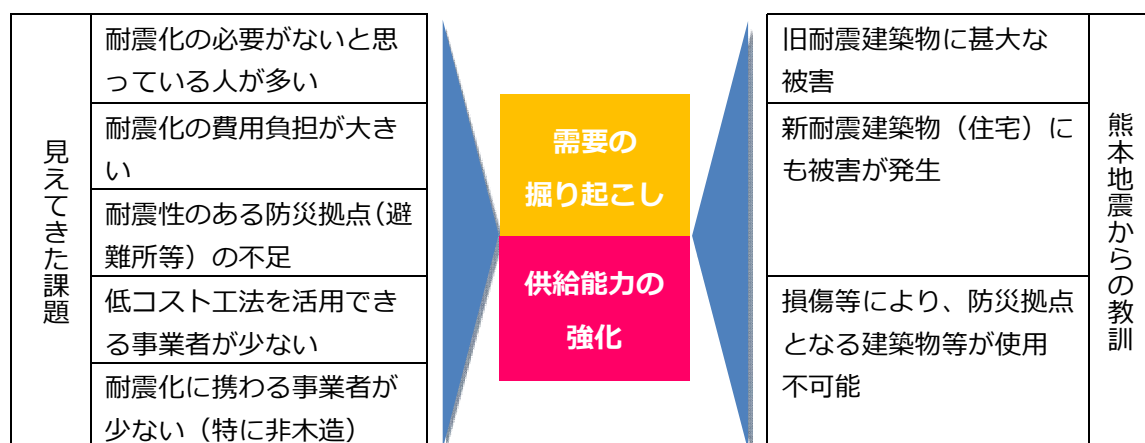 見えてきた課題
耐震化の必要がないと思
っている人が多い
耐震化の費用負担が大き
い
耐震性のある防災拠点（避
難所等）の不足
低コスト工法を活用でき
る事業者が少ない
耐震化に携わる事業者が
少ない（特に非木造）
需要の
掘り起こし
供給能力の
強化
旧耐震建築物に甚大な
被害
新耐震建築物（住宅）に
も被害が発生
損傷等により、防災拠点
となる建築物等が使用
不可能
熊本地震からの教訓